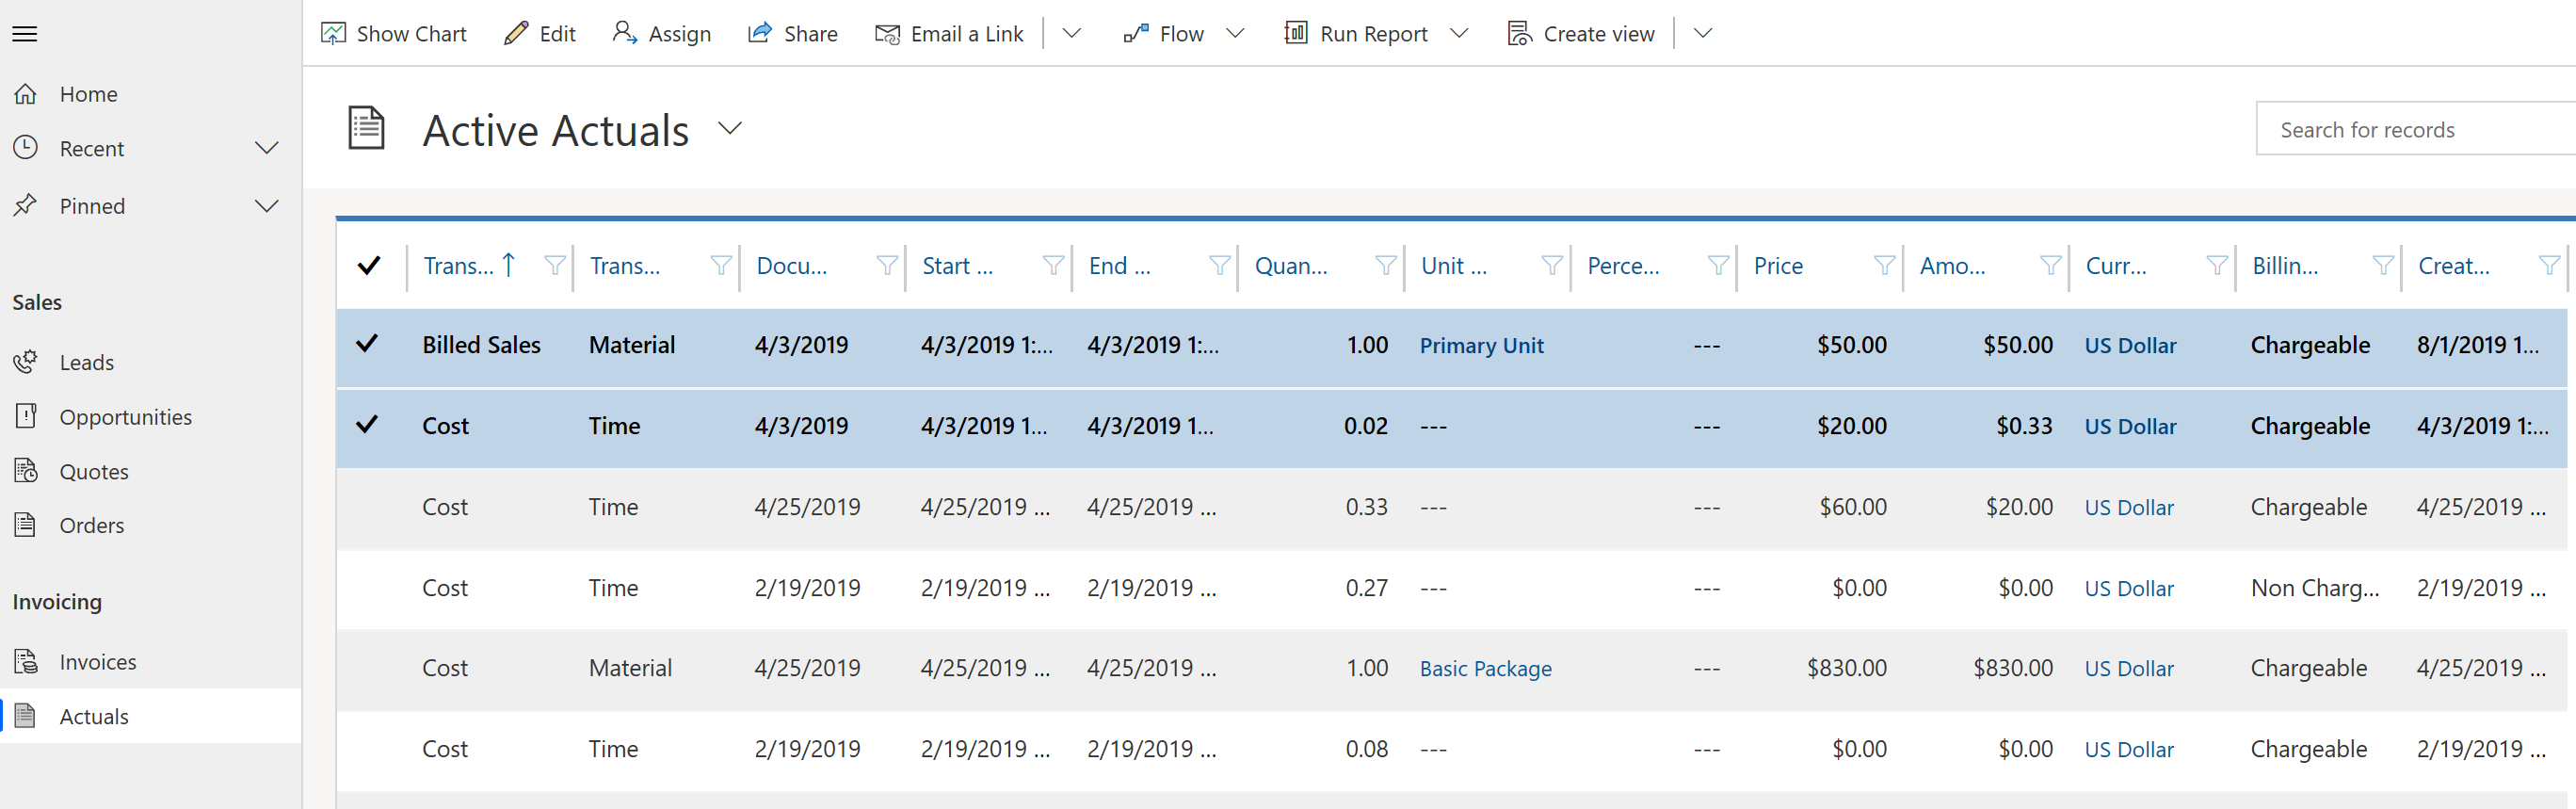 Show Chart Edit Assign Share Email a Link Flow Run Report Create view
Home
Recent
Pinned
Sales
Leads
Opportunities
Quotes
Orders
Invoicing
Invoices
Actuals
Active Actuals
Search for records
Trans... Trans... Docu... Start ... End ... Quan... Unit ... Perce... Price Amo... Curr... Billin... Creat...
Billed Sales Material 4/3/2019 4/3/2019 1:... 4/3/2019 1:... 1.00 Primary Unit --- $50.00 $50.00 US Dollar Chargeable 8/1/2019 1...
Cost Time 4/3/2019 4/3/2019 1... 4/3/2019 1... 0.02 --- --- $20.00 $0.33 US Dollar Chargeable 4/3/2019 1:...
Cost Time 4/25/2019 4/25/2019 ... 4/25/2019 ... 0.33 --- --- $60.00 $20.00 US Dollar Chargeable 4/25/2019 ...
Cost Time 2/19/2019 2/19/2019 ... 2/19/2019 ... 0.27 --- --- $0.00 $0.00 US Dollar Non Charg... 2/19/2019 ...
Cost Material 4/25/2019 4/25/2019 ... 4/25/2019 ... 1.00 Basic Package --- $830.00 $830.00 US Dollar Chargeable 4/25/2019 ...
Cost Time 2/19/2019 2/19/2019 ... 2/19/2019 ... 0.08 --- --- $0.00 $0.00 US Dollar Chargeable 2/19/2019 ...